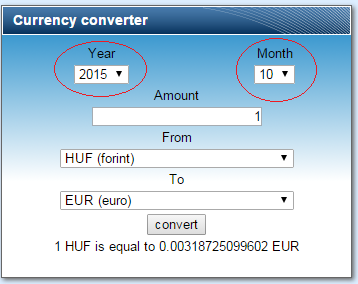 Currency converter
Year Month
2015 10
Amount
1
From
HUF (forint)
To
EUR (euro)
convert
1 HUF is equal to 0.00318725099602 EUR